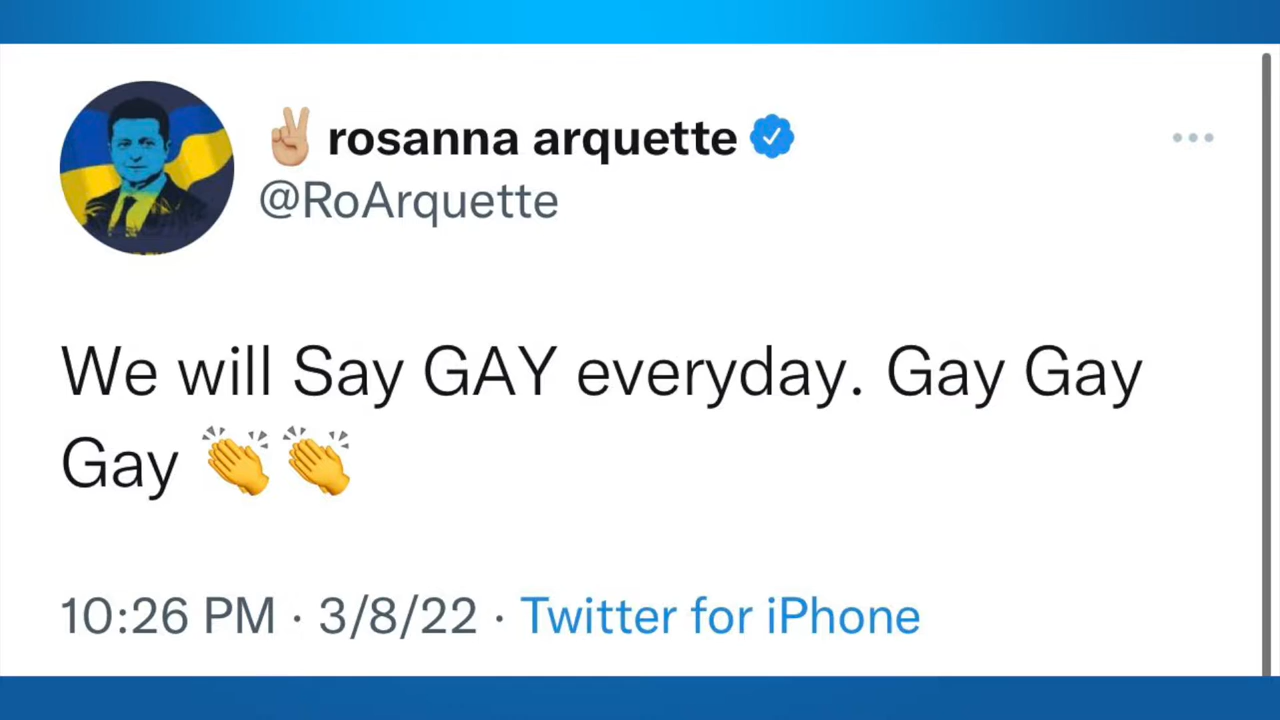 ✌🏼 rosanna arquette
@RoArquette
We will Say GAY everyday. Gay Gay
Gay 👏👏
10:26 PM · 3/8/22 · Twitter for iPhone